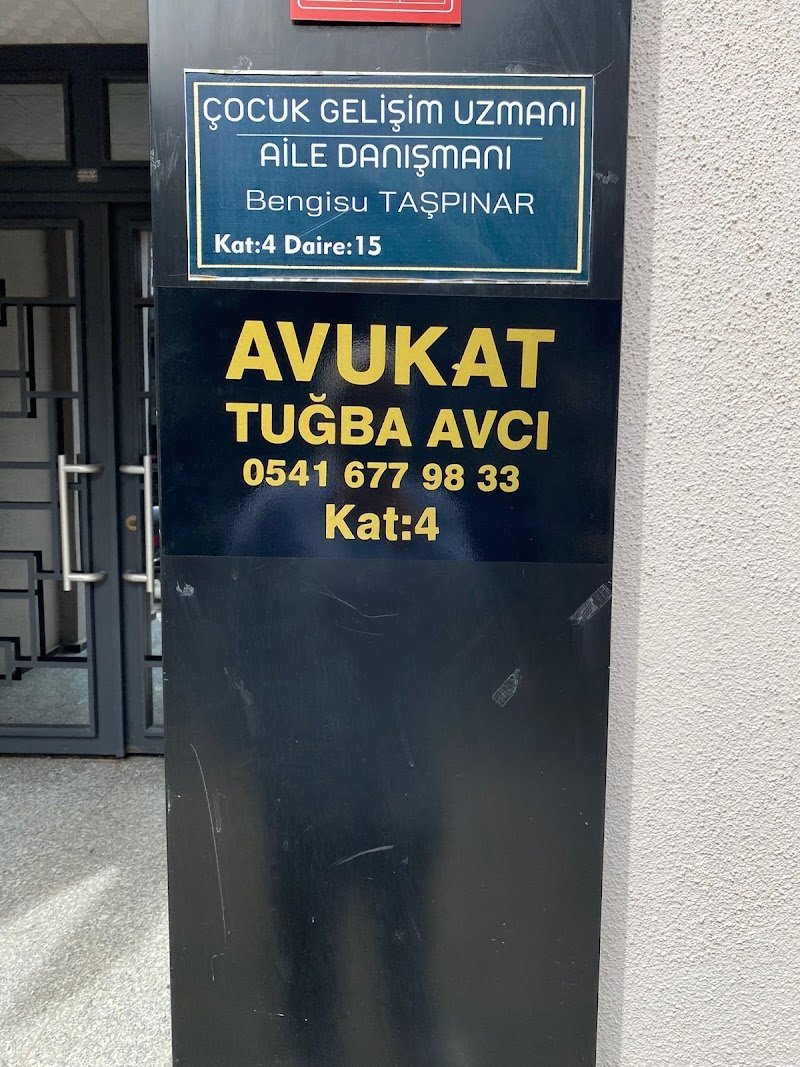 ÇOCUK GELİŞİM UZMANI
AİLE DANIŞMANI
Bengisu TAŞPINAR
Kat:4 Daire:15
AVUKAT
TUĞBA AVCI
0541 677 98 33
Kat:4